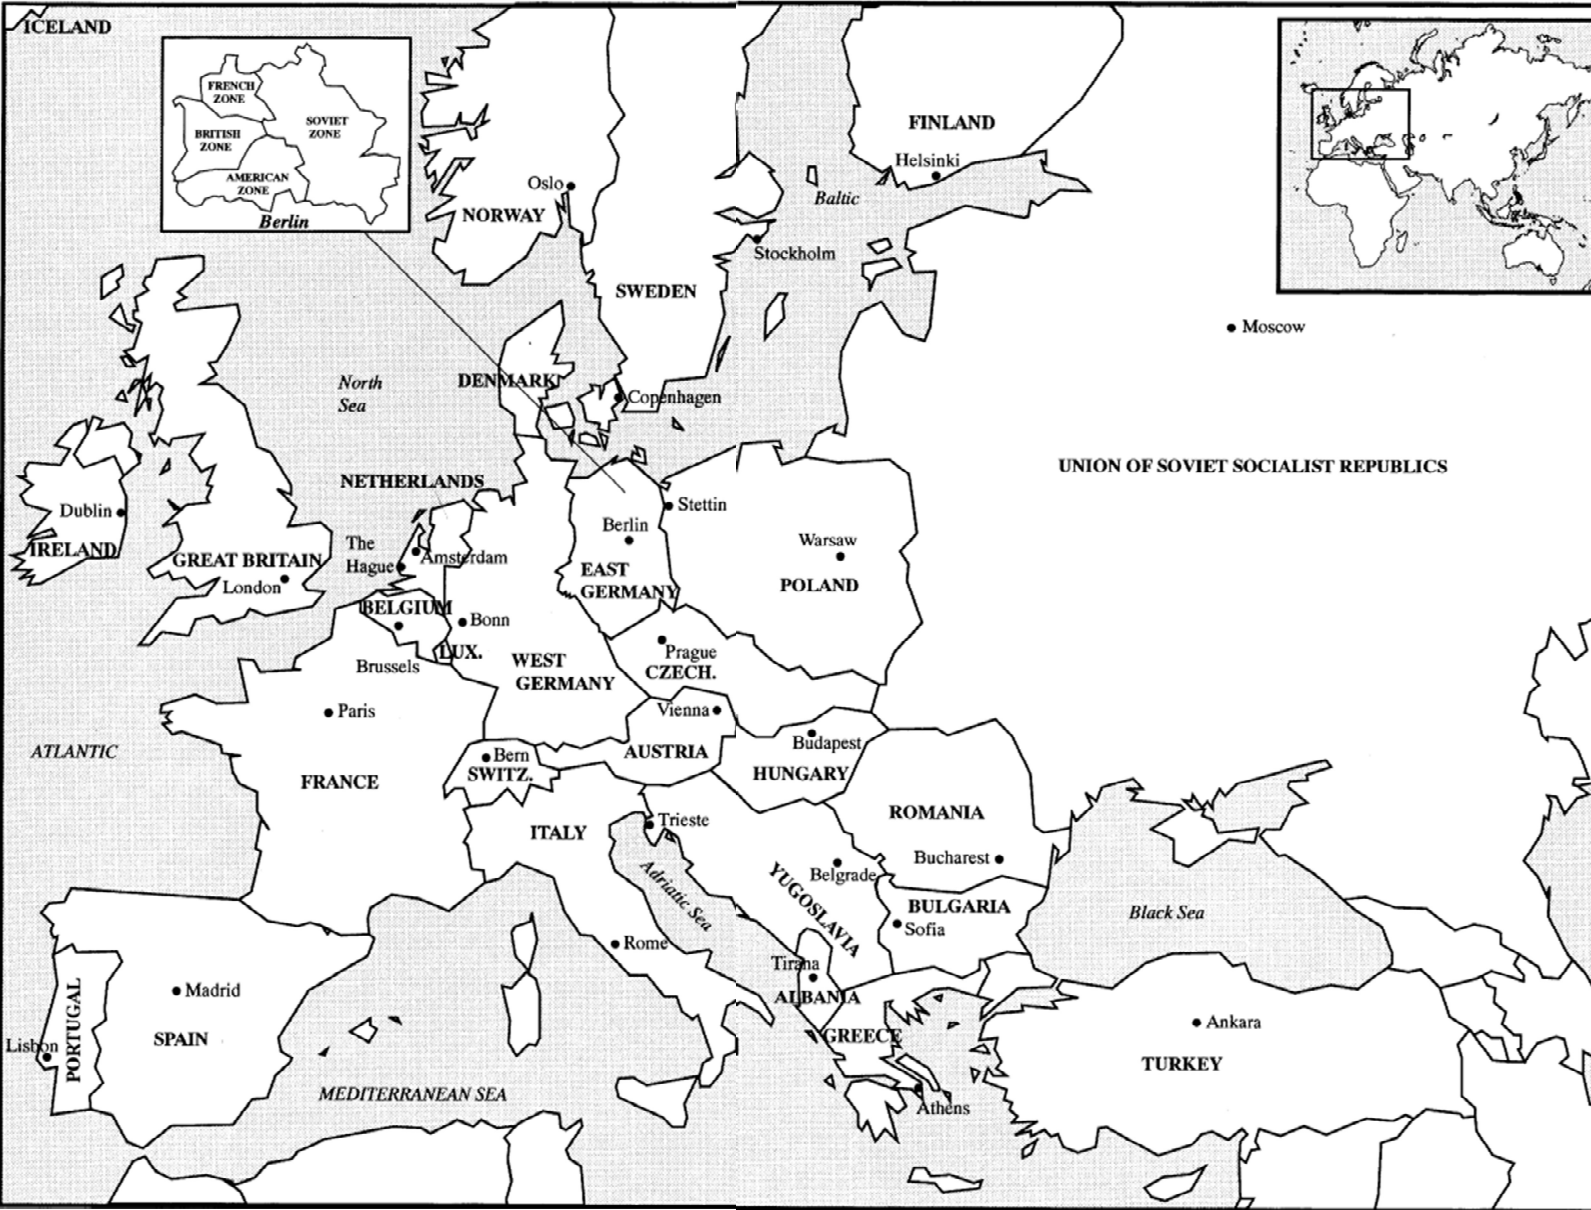 ICELAND
FRENCH
ZONE
BRITISH
ZONE
SOVIET
ZONE
AMERICAN
ZONE
Berlin
FINLAND
Helsinki
Oslo
NORWAY
Baltic
Stockholm
SWEDEN
Moscow
North
Sea
DENMARK
Copenhagen
UNION OF SOVIET SOCIALIST REPUBLICS
NETHERLANDS
Stettin
Dublin
IRELAND
GREAT BRITAIN
London
The
Hague
Amsterdam
Berlin
EAST
GERMANY
Warsaw
POLAND
BELGIUM
Bonn
LUX.
Brussels
WEST
GERMANY
Prague
CZECH.
Paris
Vienna
ATLANTIC
Bern
SWITZ.
AUSTRIA
Budapest
HUNGARY
FRANCE
ITALY
Trieste
ROMANIA
Bucharest
Belgrade
YUGOSLAVIA
Adriatic Sea
BULGARIA
Sofia
Black Sea
Rome
Tirana
ALBANIA
Madrid
PORTUGAL
SPAIN
Lisbon
GREECE
Ankara
TURKEY
MEDITERRANEAN SEA
Athens